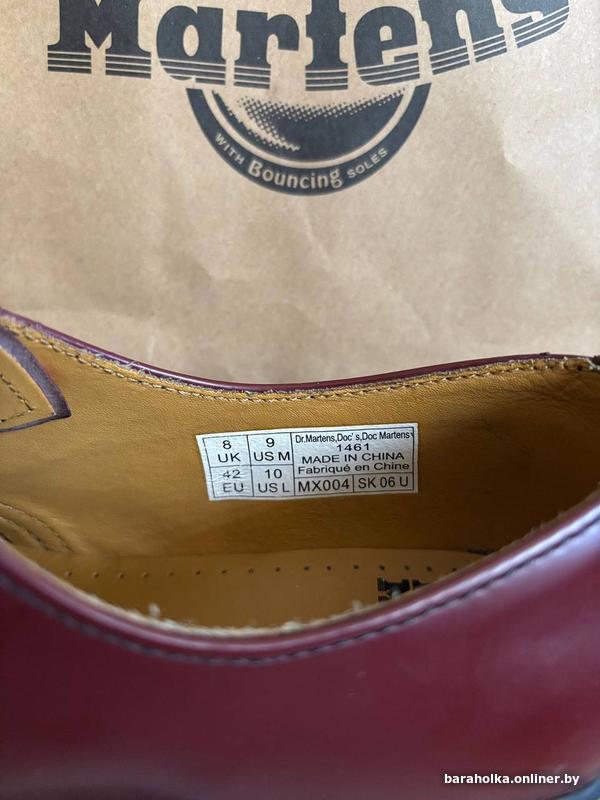 Martens
WITH Bouncing SOLES
8 UK
9 US M
42 EU
10 US L
Dr.Martens,Doc's,Doc Martens
1461
MADE IN CHINA
Fabriqué en Chine
MX004 SK 06 U
baraholka.onliner.by